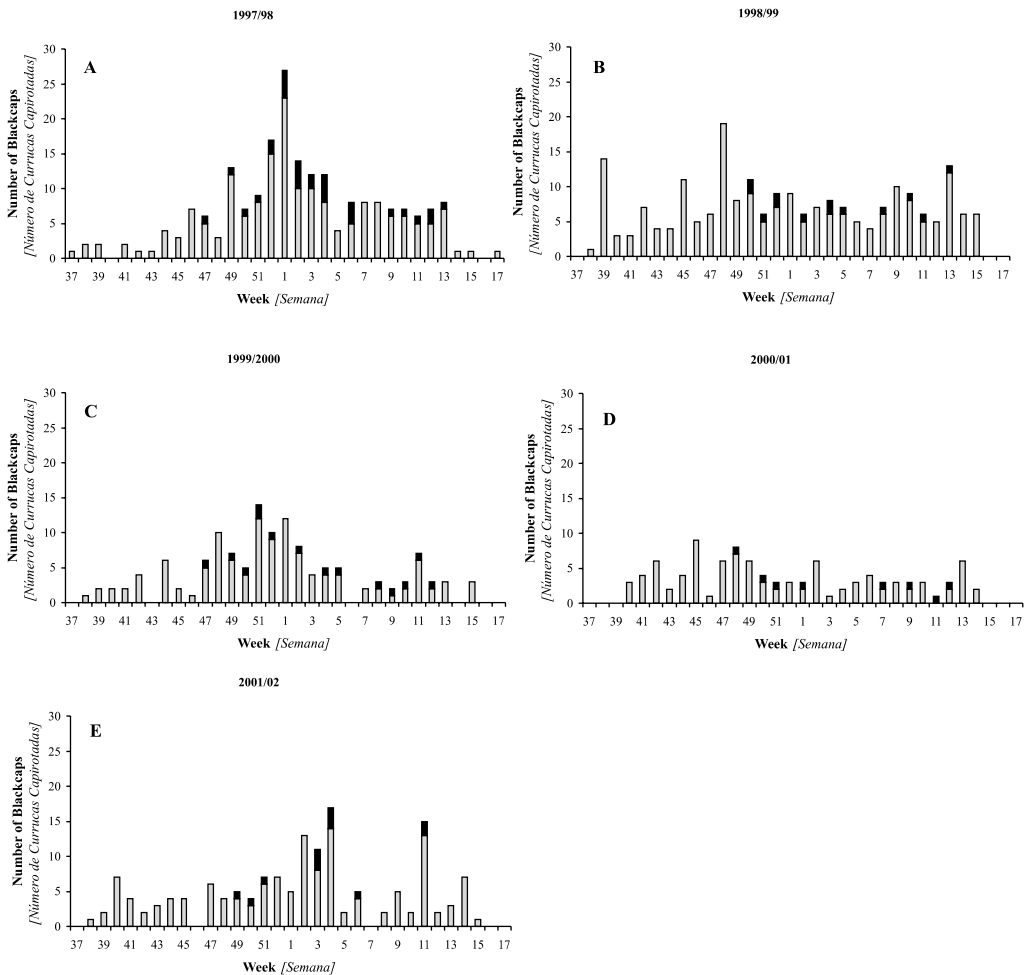 1997/98
A
Number of Blackcaps
[Número de Currucas Capirotadas]
30
25
20
15
10
5
0
37 39 41 43 45 47 49 51 1 3 5 7 9 11 13 15 17
Week [Semana]
1998/99
B
Number of Blackcaps
[Número de Currucas Capirotadas]
30
25
20
15
10
5
0
37 39 41 43 45 47 49 51 1 3 5 7 9 11 13 15 17
Week [Semana]
1999/2000
C
Number of Blackcaps
[Número de Currucas Capirotadas]
30
25
20
15
10
5
0
37 39 41 43 45 47 49 51 1 3 5 7 9 11 13 15 17
Week [Semana]
2000/01
D
Number of Blackcaps
[Número de Currucas Capirotadas]
30
25
20
15
10
5
0
37 39 41 43 45 47 49 51 1 3 5 7 9 11 13 15 17
Week [Semana]
2001/02
E
Number of Blackcaps
[Número de Currucas Capirotadas]
30
25
20
15
10
5
0
37 39 41 43 45 47 49 51 1 3 5 7 9 11 13 15 17
Week [Semana]